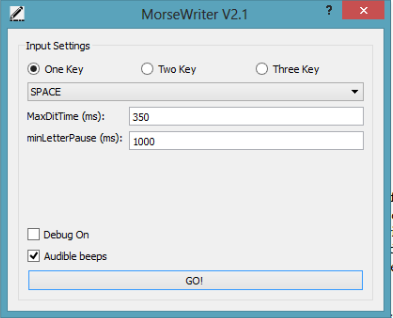 MorseWriter V2.1
Input Settings
One Key Two Key Three Key
SPACE
MaxDitTime (ms): 350
minLetterPause (ms): 1000
Debug On
Audible beeps
GO!